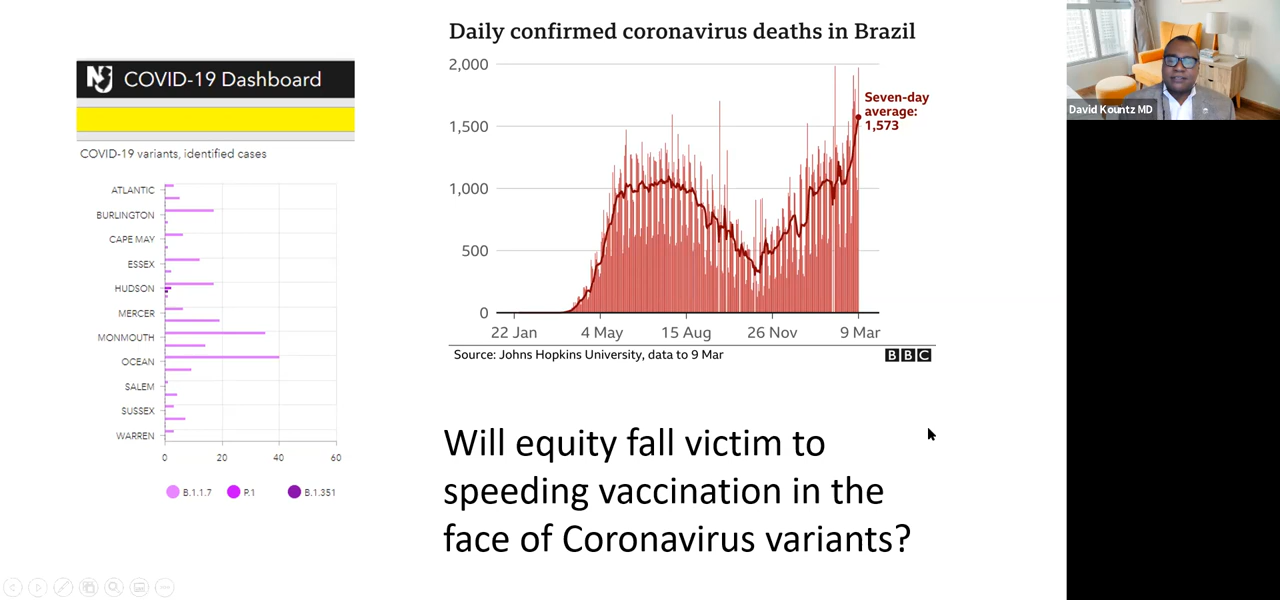 NJ COVID-19 Dashboard
COVID-19 variants, identified cases
ATLANTIC
BURLINGTON
CAPE MAY
ESSEX
HUDSON
MERCER
MONMOUTH
OCEAN
SALEM
SUSSEX
WARREN
0 20 40 60
B.1.1.7 P.1 B.1.351
Daily confirmed coronavirus deaths in Brazil
2,000
1,500
1,000
500
0
Seven-day
average:
1,573
22 Jan 4 May 15 Aug 26 Nov 9 Mar
Source: Johns Hopkins University, data to 9 Mar
BBC
Will equity fall victim to
speeding vaccination in the
face of Coronavirus variants?
David Kountz MD